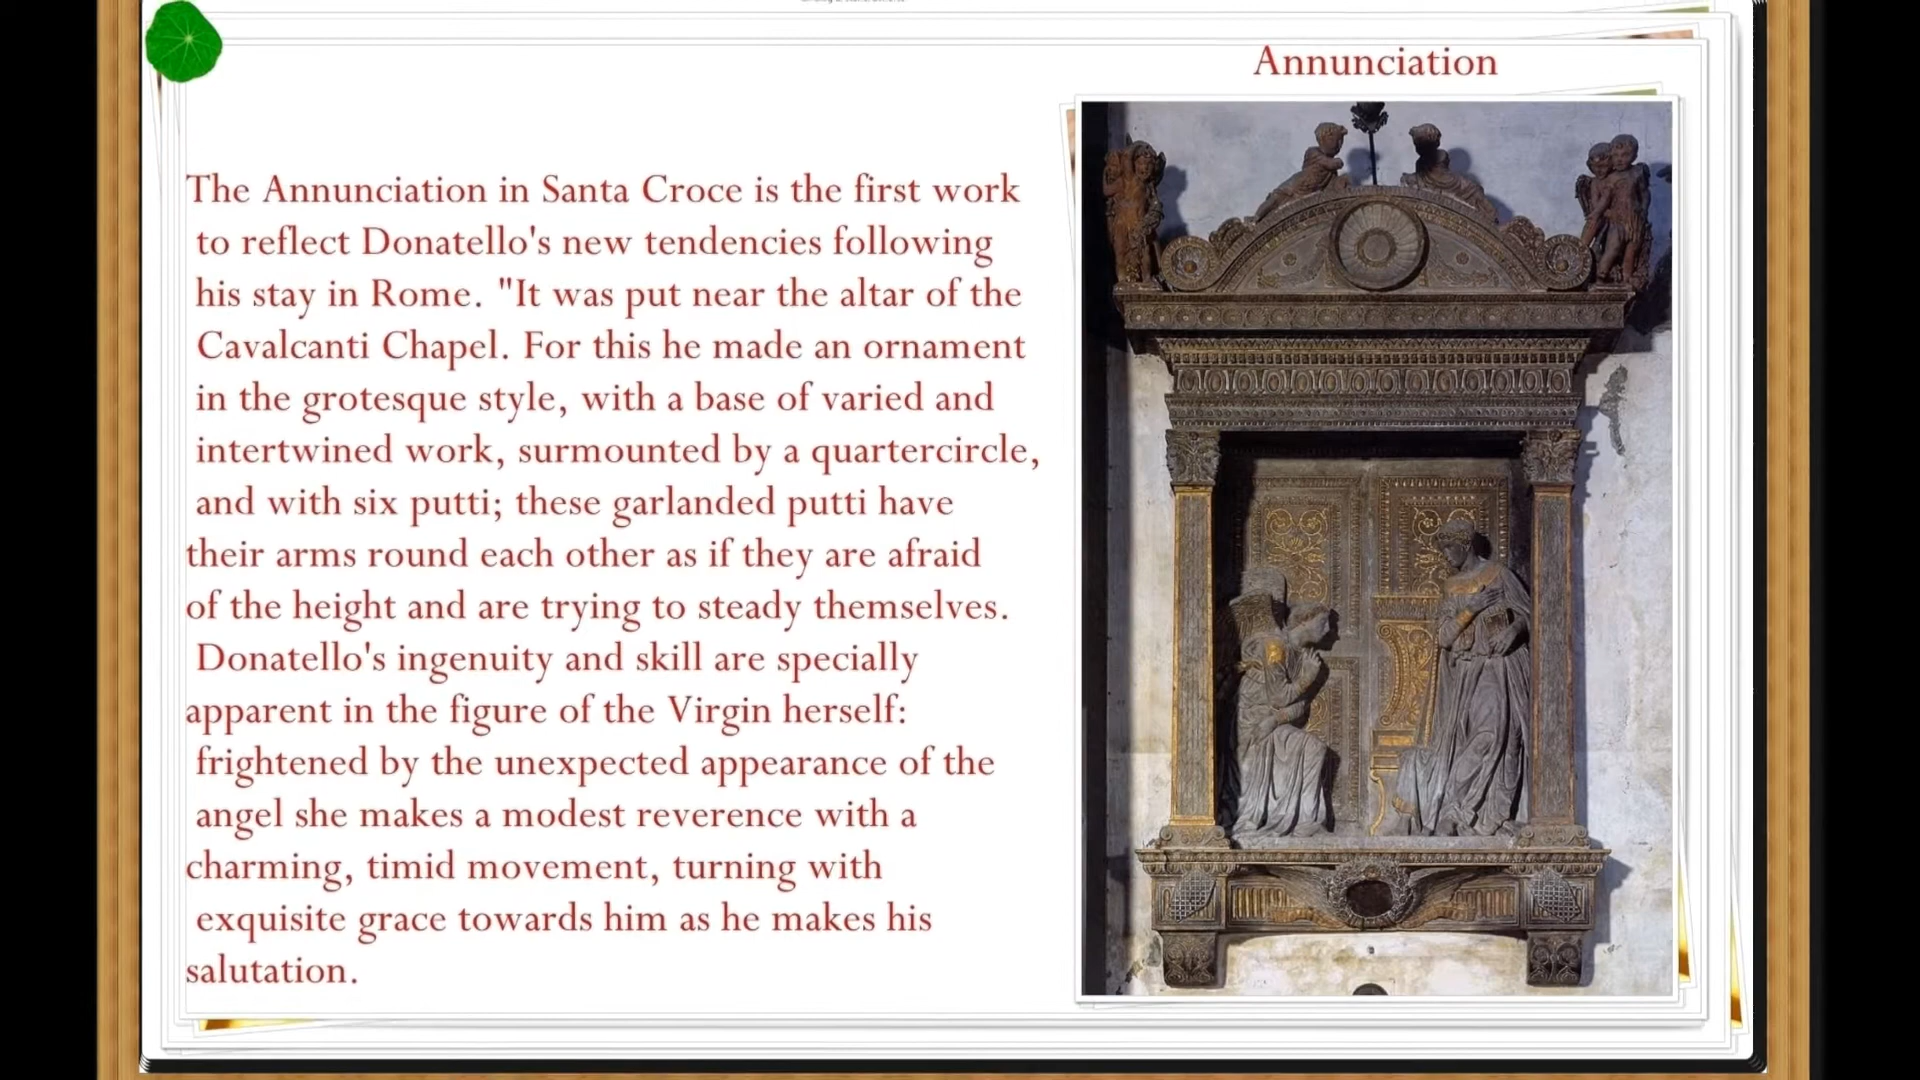 Annunciation
The Annunciation in Santa Croce is the first work
to reflect Donatello's new tendencies following
his stay in Rome. "It was put near the altar of the
Cavalcanti Chapel. For this he made an ornament
in the grotesque style, with a base of varied and
intertwined work, surmounted by a quartercircle,
and with six putti; these garlanded putti have
their arms round each other as if they are afraid
of the height and are trying to steady themselves.
Donatello's ingenuity and skill are specially
apparent in the figure of the Virgin herself:
frightened by the unexpected appearance of the
angel she makes a modest reverence with a
charming, timid movement, turning with
exquisite grace towards him as he makes his
salutation.